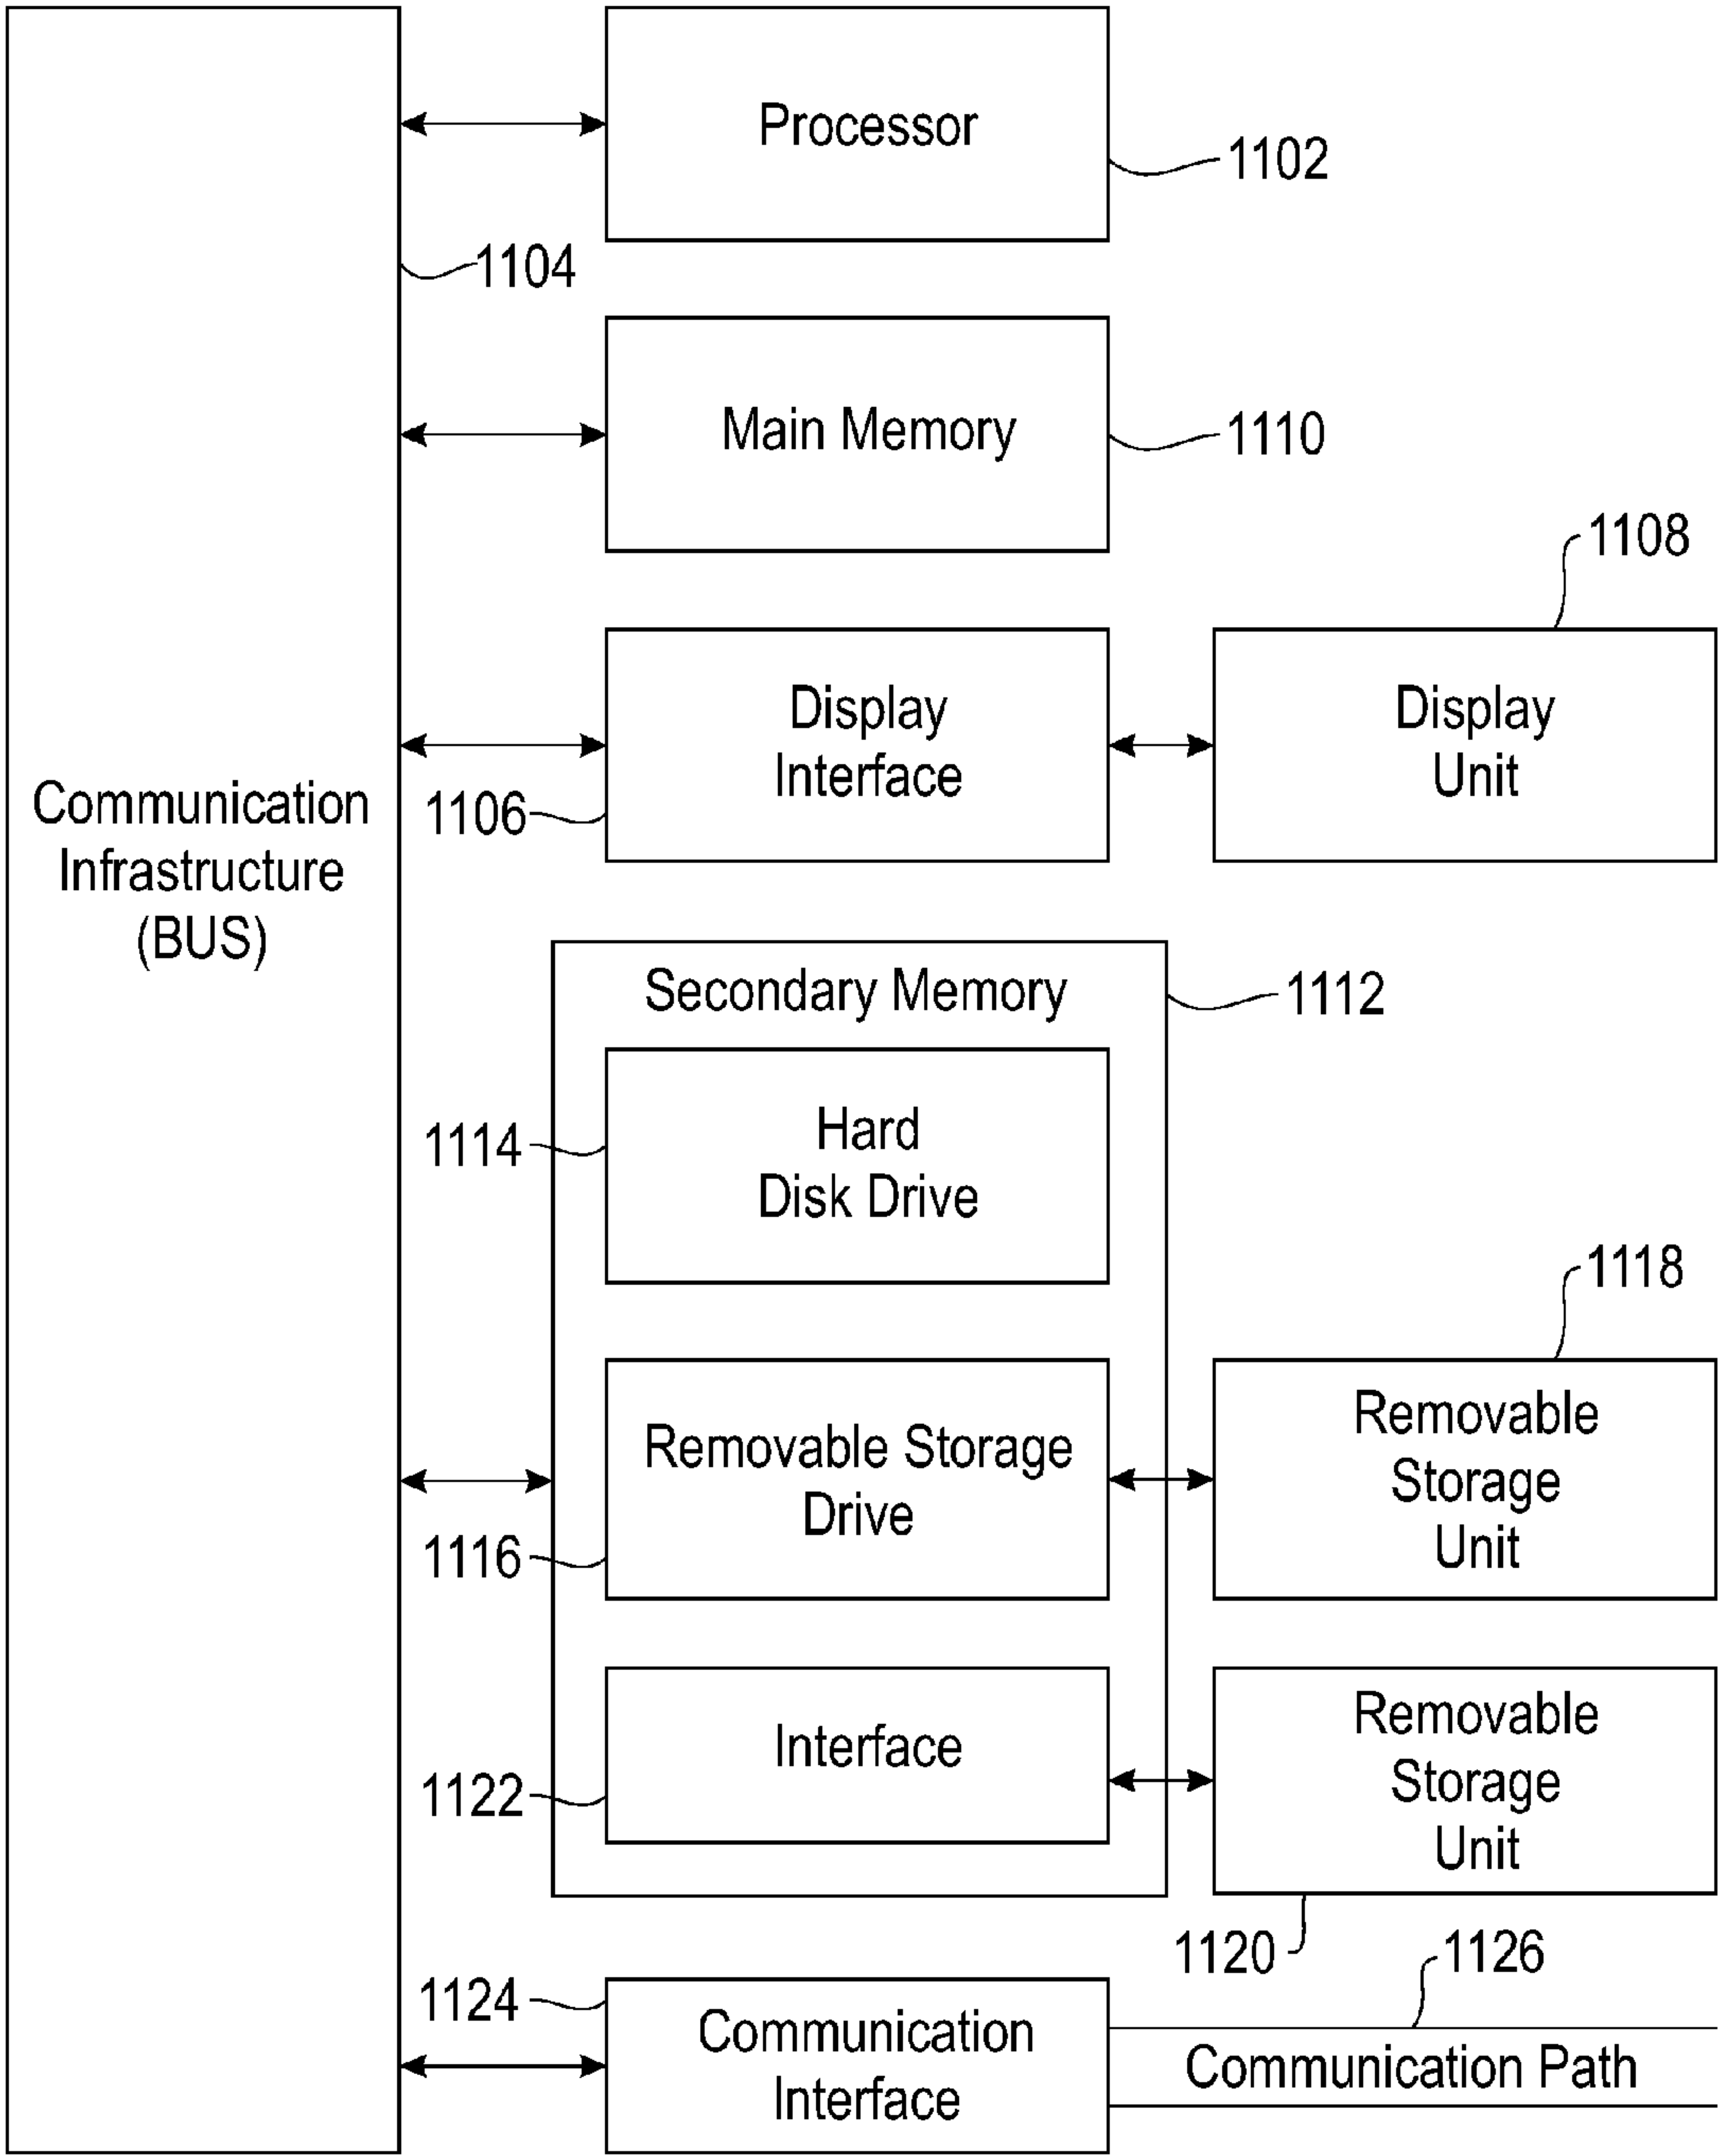 Processor
1102
1104
Main Memory
1110
1108
Display
Interface
Display
Unit
1106
Communication
Infrastructure
(BUS)
Secondary Memory
1112
Hard
Disk Drive
1114
1118
Removable Storage
Drive
1116
Removable
Storage
Unit
Interface
1122
Removable
Storage
Unit
1120
1126
1124
Communication
Interface
Communication Path